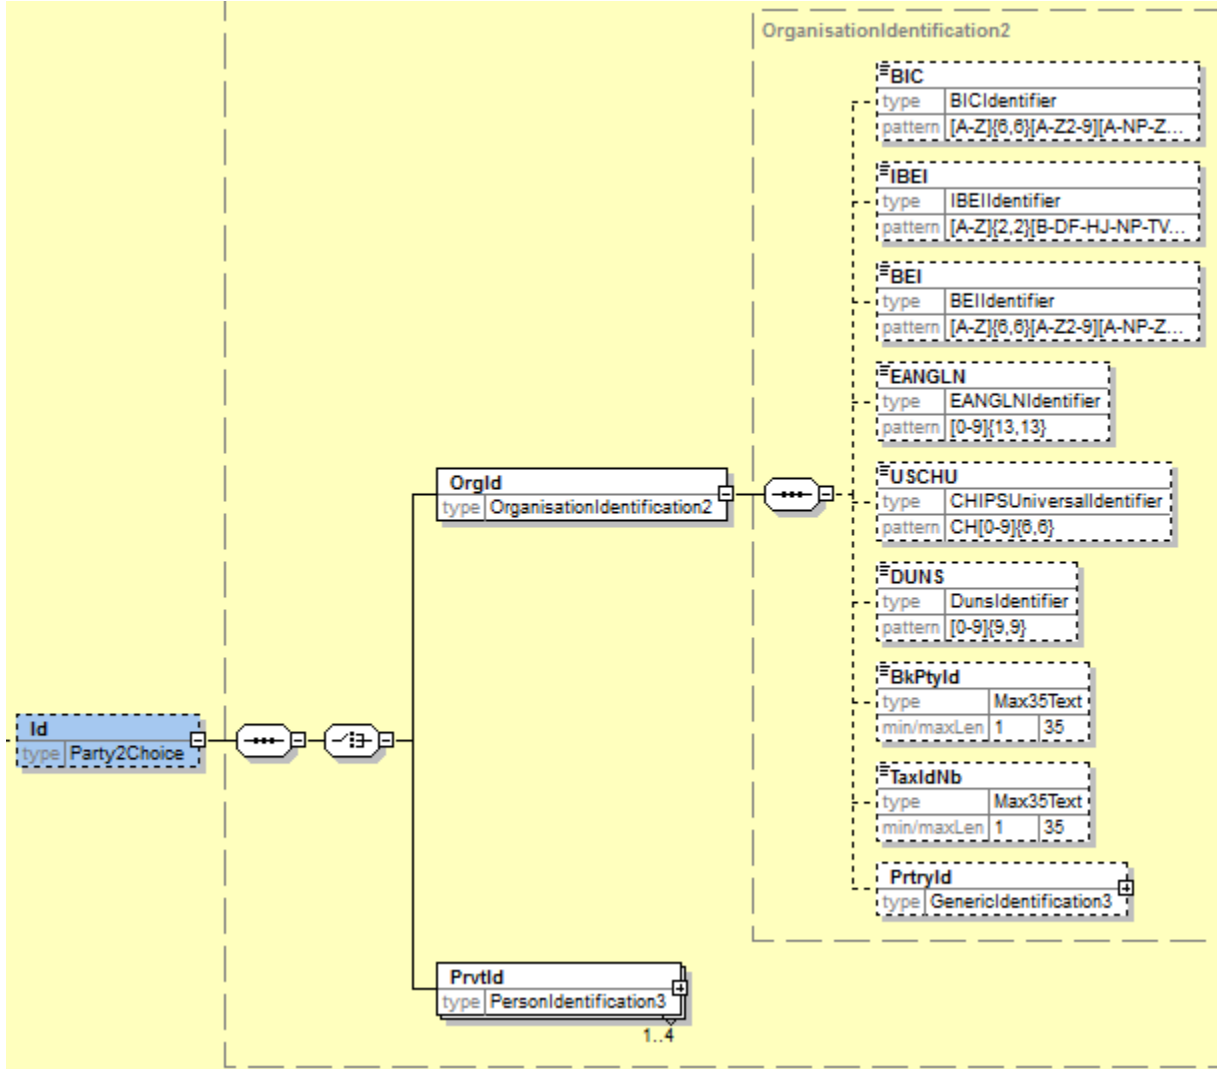 OrganisationIdentification2
BIC
type BICIdentifier
pattern [A-Z]{6,6}[A-Z2-9][A-NP-Z...
IBEI
type IBEIIdentifier
pattern [A-Z]{2,2}[B-DF-HJ-NP-TV...
BEI
type BEIIdentifier
pattern [A-Z]{6,6}[A-Z2-9][A-NP-Z...
EANGLN
type EANGLNIdentifier
pattern [0-9]{13,13}
OrgId
type OrganisationIdentification2
USCHU
type CHIPSUniversalIdentifier
pattern CH[0-9]{6,6}
DUNS
type DunsIdentifier
pattern [0-9]{9,9}
BkPtyId
type Max35Text
min/maxLen 1 35
Id
type Party2Choice
TaxIdNb
type Max35Text
min/maxLen 1 35
PrtryId
type GenericIdentification3
PrvtId
type PersonIdentification3
1..4